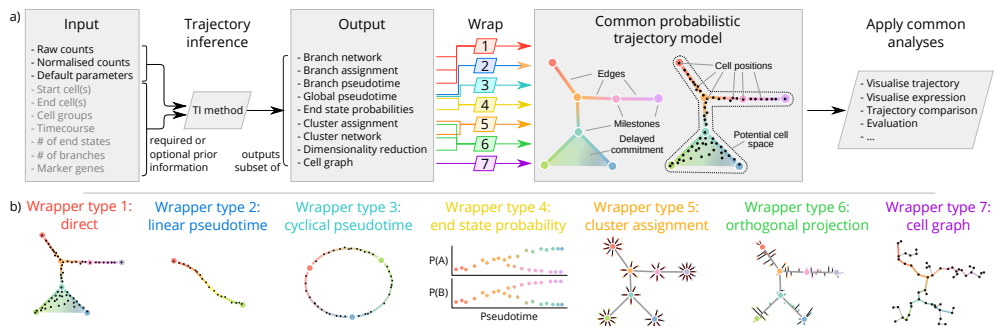 a)
Input
- Raw counts
- Normalised counts
- Default parameters
- Start cell(s)
- End cell(s)
- Cell groups
- Timecourse
- # of end states
- # of branches
- Marker genes
Trajectory
inference
TI method
required or
optional prior
information
outputs
subset of
Output
- Branch network
- Branch assignment
- Branch pseudotime
- Global pseudotime
- End state probabilities
- Cluster assignment
- Cluster network
- Dimensionality reduction
- Cell graph
Wrap
1
2
3
4
5
6
7
Common probabilistic
trajectory model
Edges
Milestones
Delayed
commitment
Cell positions
Potential cell
space
Apply common
analyses
- Visualise trajectory
- Visualise expression
- Trajectory comparison
- Evaluation
- ...
b)
Wrapper type 1:
direct
Wrapper type 2:
linear pseudotime
Wrapper type 3:
cyclical pseudotime
Wrapper type 4:
end state probability
P(A)
P(B)
Pseudotime
Wrapper type 5:
cluster assignment
Wrapper type 6:
orthogonal projection
Wrapper type 7:
cell graph